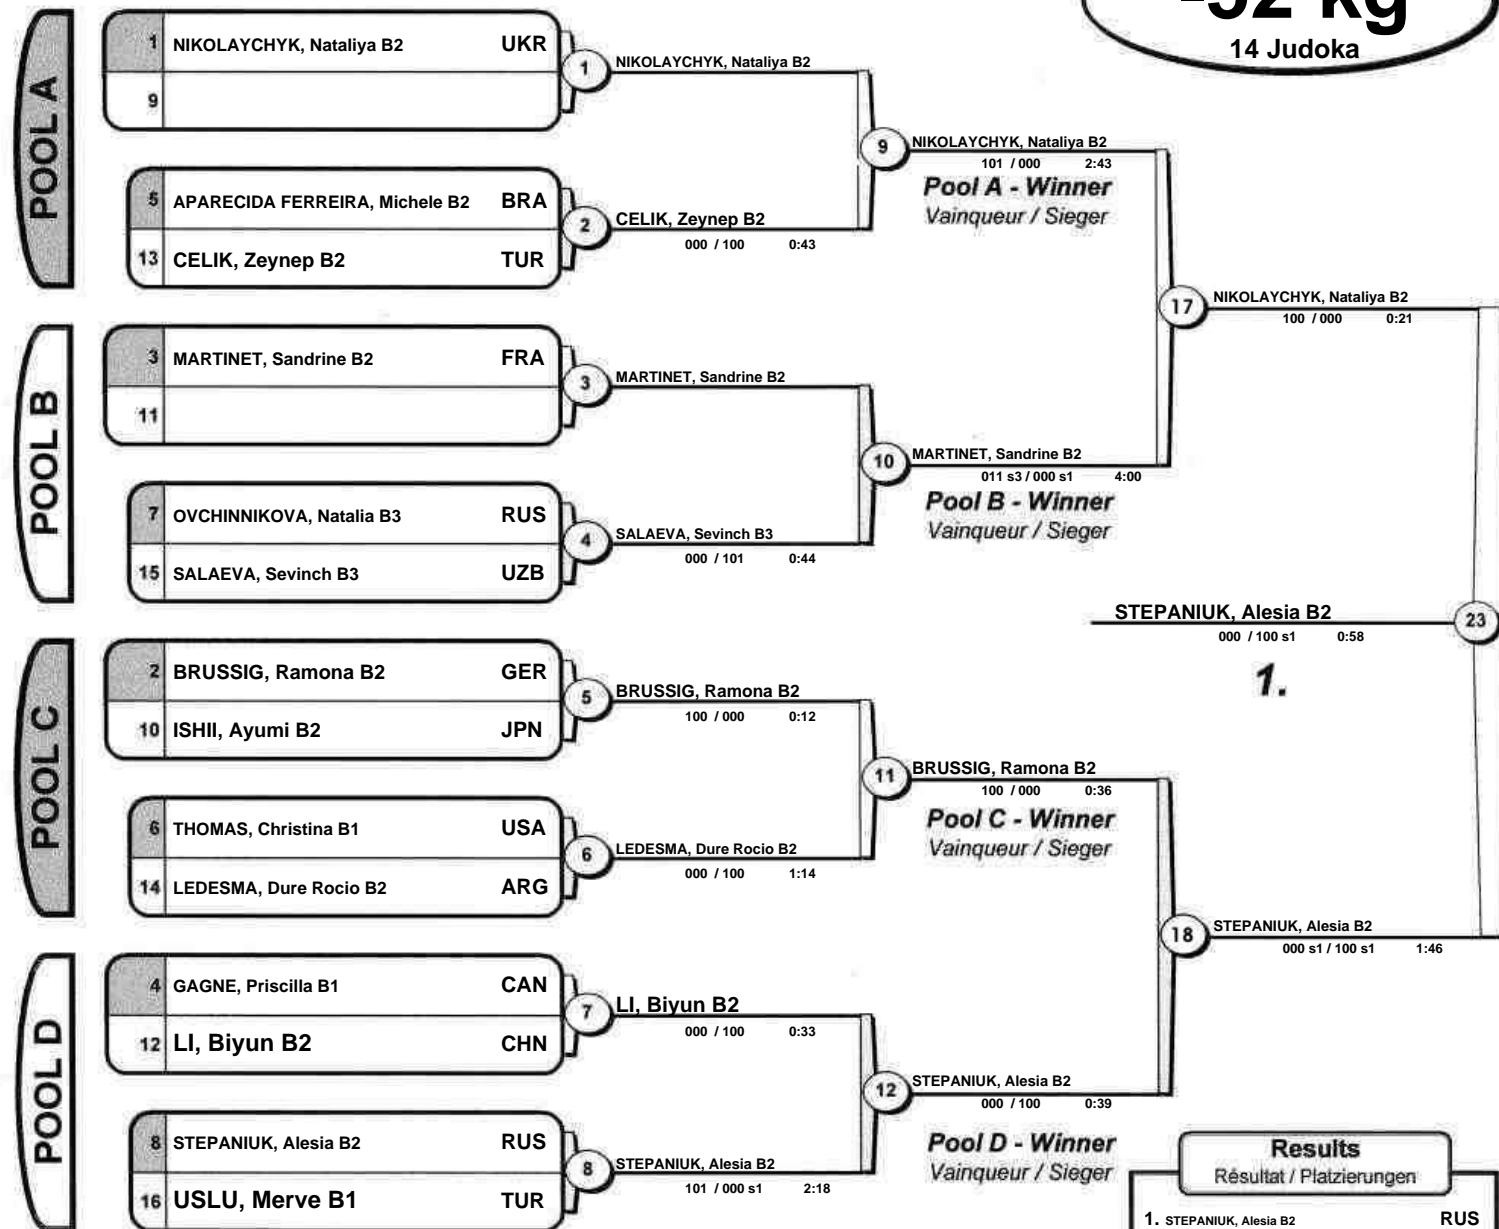 -52 kg
14 Judoka
POOL A
1 NIKOLAYCHYK, Nataliya B2 UKR
9
5 APARECIDA FERREIRA, Michele B2 BRA
13 CELIK, Zeynep B2 TUR
1 NIKOLAYCHYK, Nataliya B2
2 CELIK, Zeynep B2
000 / 100 0:43
9 NIKOLAYCHYK, Nataliya B2
101 / 000 2:43
Pool A - Winner
Vainqueur / Sieger
POOL B
3 MARTINET, Sandrine B2 FRA
11
7 OVCHINNIKOVA, Natalia B3 RUS
15 SALAEVA, Sevinch B3 UZB
3 MARTINET, Sandrine B2
4 SALAEVA, Sevinch B3
000 / 101 0:44
10 MARTINET, Sandrine B2
011 s3 / 000 s1 4:00
Pool B - Winner
Vainqueur / Sieger
17 NIKOLAYCHYK, Nataliya B2
100 / 000 0:21
STEPANIUK, Alesia B2 23
000 / 100 s1 0:58
1.
POOL C
2 BRUSSIG, Ramona B2 GER
10 ISHII, Ayumi B2 JPN
6 THOMAS, Christina B1 USA
14 LEDESMA, Dure Rocio B2 ARG
5 BRUSSIG, Ramona B2
100 / 000 0:12
6 LEDESMA, Dure Rocio B2
000 / 100 1:14
11 BRUSSIG, Ramona B2
100 / 000 0:36
Pool C - Winner
Vainqueur / Sieger
POOL D
4 GAGNE, Priscilla B1 CAN
12 LI, Biyun B2 CHN
8 STEPANIUK, Alesia B2 RUS
16 USLU, Merve B1 TUR
7 LI, Biyun B2
000 / 100 0:33
8 STEPANIUK, Alesia B2
101 / 000 s1 2:18
12 STEPANIUK, Alesia B2
000 / 100 0:39
Pool D - Winner
Vainqueur / Sieger
18 STEPANIUK, Alesia B2
000 s1 / 100 s1 1:46
Results
Résultat / Platzierungen
1. STEPANIUK, Alesia B2 RUS